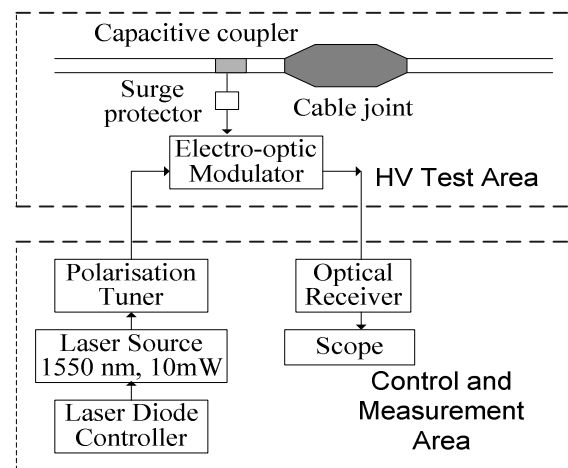 Capacitive coupler
Surge
protector
Cable joint
Electro-optic
Modulator
HV Test Area
Polarisation
Tuner
Optical
Receiver
Laser Source
1550 nm, 10mW
Scope
Control and
Measurement
Area
Laser Diode
Controller